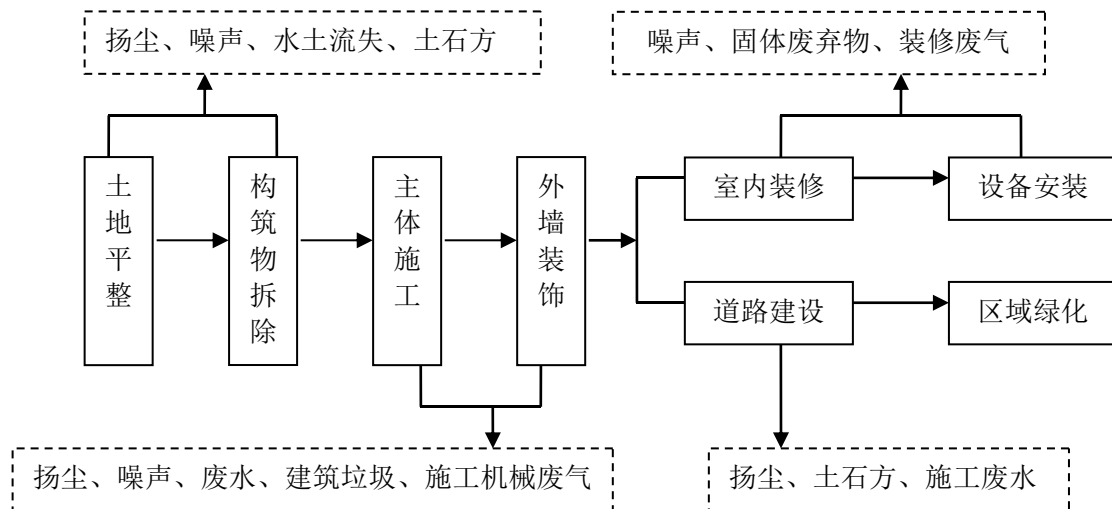 扬尘、噪声、水土流失、土石方
噪声、固体废弃物、装修废气
土地平整
构筑物拆除
主体施工
外墙装饰
室内装修
设备安装
道路建设
区域绿化
扬尘、噪声、废水、建筑垃圾、施工机械废气
扬尘、土石方、施工废水